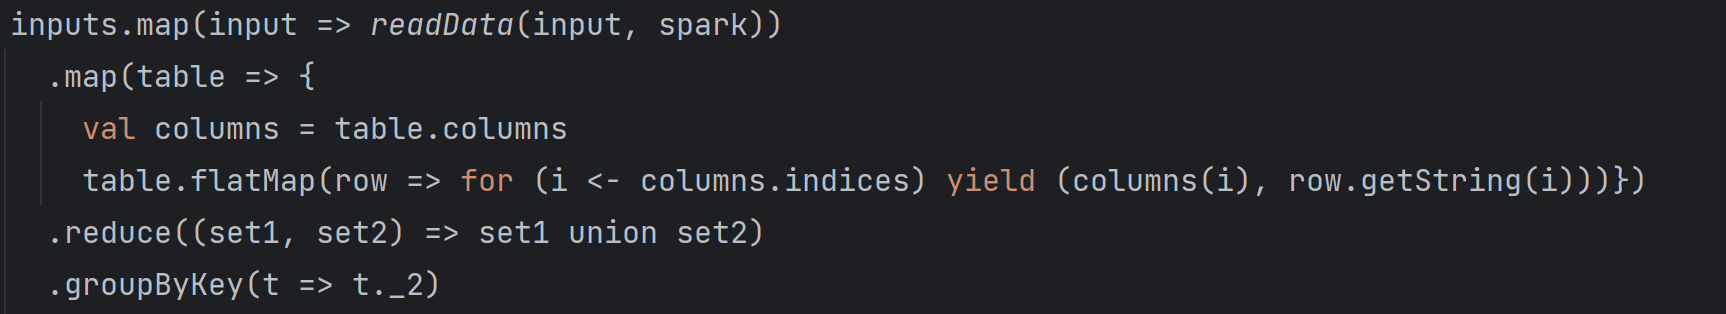 inputs.map(input => readData(input, spark))
  .map(table => {
    val columns = table.columns
    table.flatMap(row => for (i <- columns.indices) yield (columns(i), row.getString(i)))})
  .reduce((set1, set2) => set1 union set2)
  .groupByKey(t => t._2)